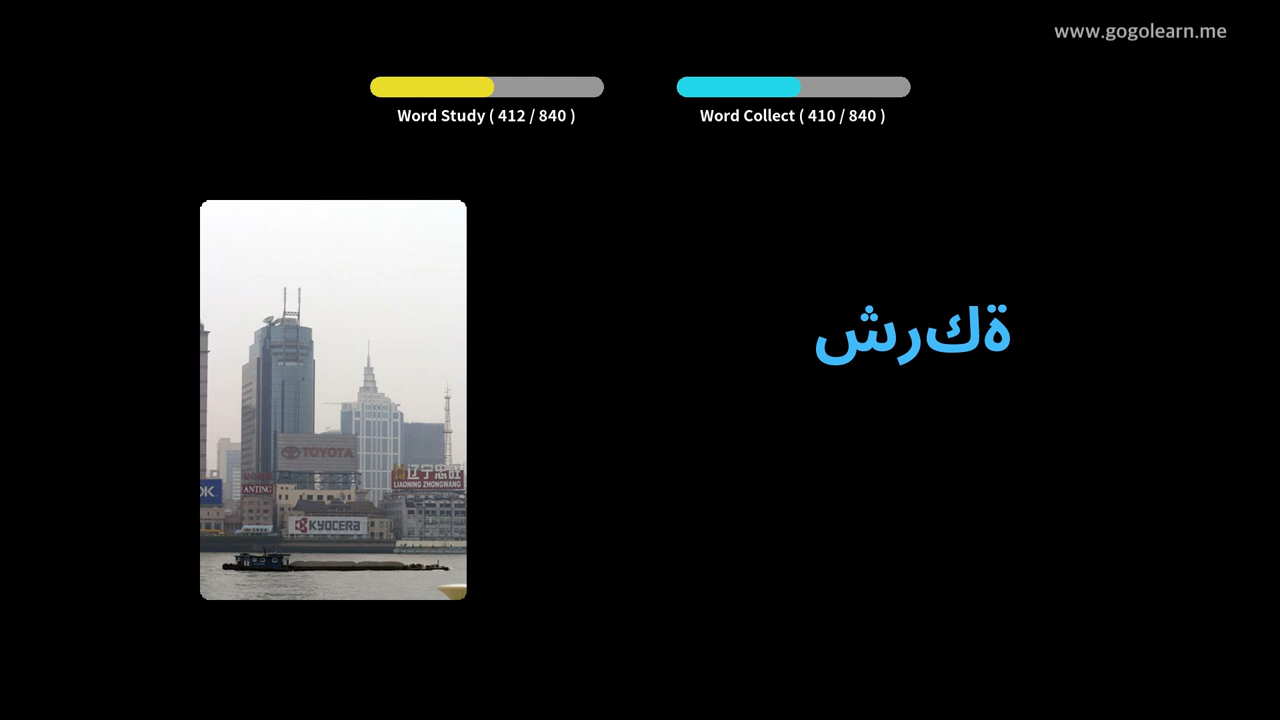 www.gogolearn.me
Word Study ( 412 / 840 )
Word Collect ( 410 / 840 )
شركة
TOYOTA
辽宁忠旺
LIAONING ZHONGWANG
ANTING
KYOCERA